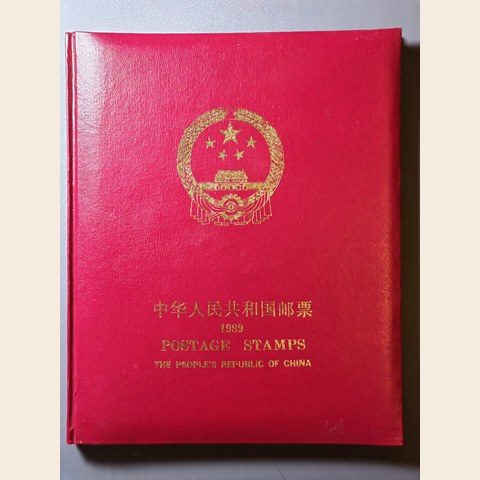 中华人民共和国邮票
1989
POSTAGE STAMPS
THE PEOPLE'S REPUBLIC OF CHINA